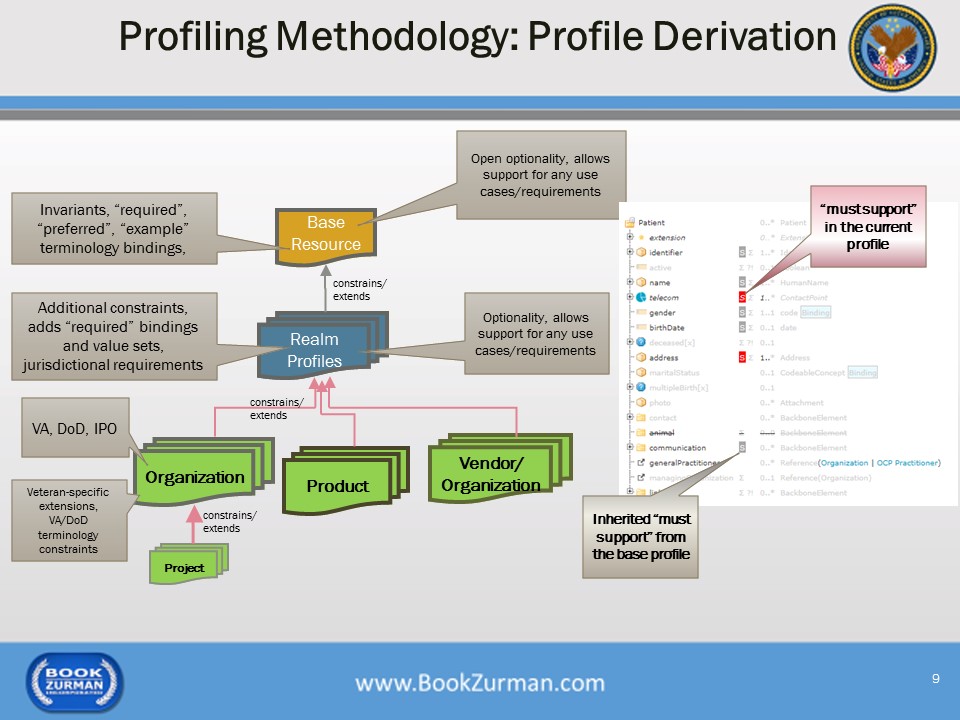 Profiling Methodology: Profile Derivation
Open optionality, allows
support for any use
cases/requirements
Invariants, “required”,
“preferred”, “example”
terminology bindings,
Base
Resource
constrains/
extends
Additional constraints,
adds “required” bindings
and value sets,
jurisdictional requirements
Realm
Profiles
Optionality, allows
support for any use
cases/requirements
constrains/
extends
VA, DoD, IPO
Organization
Product
Vendor/
Organization
Veteran-specific
extensions,
VA/DoD
terminology
constraints
constrains/
extends
Project
“must support”
in the current
profile
Patient 0..* Patient
extension 0..*
identifier S Σ 1..*
active Σ ?! 0..
name S Σ 1..* HumanName
telecom S Σ 1..* ContactPoint
gender S Σ 1..1 code Binding
birthDate S Σ 0..1 date
deceased[x] Σ ?! 0..1
address S Σ 1..* Address
maritalStatus 0..1 CodeableConcept Binding
multipleBirth[x] 0..1
photo 0..* Attachment
contact 0..* BackboneElement
animal Σ 0..0 BackboneElement
communication S 0..* BackboneElement
generalPractitioner 0..* Reference(Organization | OCP Practitioner)
managing Σ 0..1 Reference(Organization)
Σ ?! 0..* BackboneElement
Inherited “must
support” from
the base profile
BOOK
ZURMAN
www.BookZurman.com
9